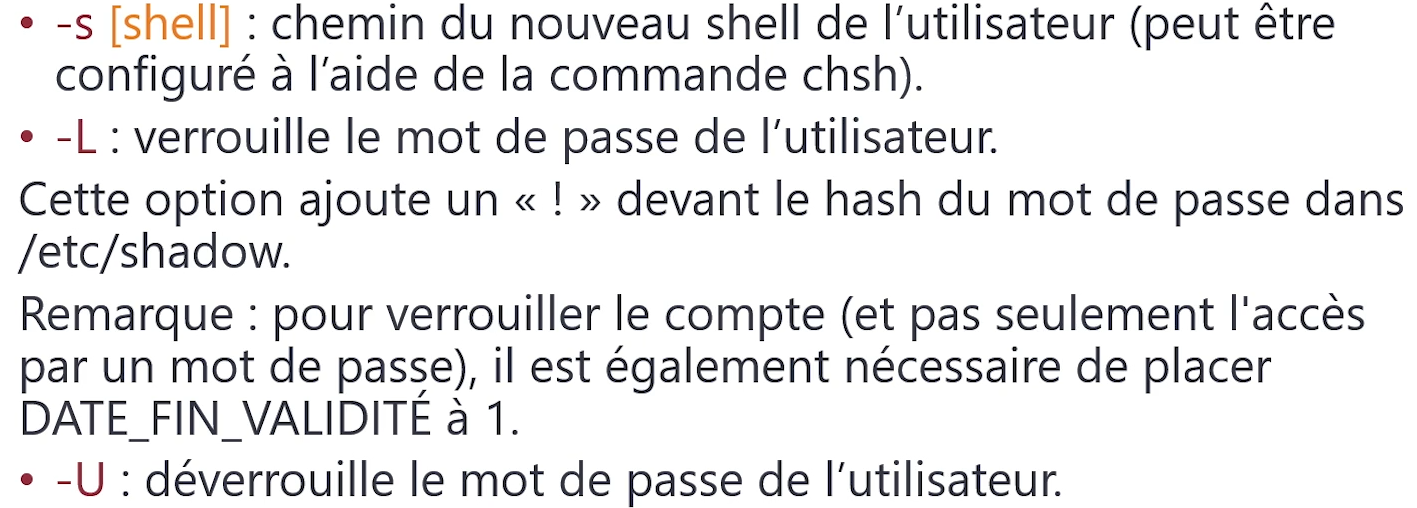 • -s [shell] : chemin du nouveau shell de l’utilisateur (peut être
configuré à l’aide de la commande chsh).
• -L : verrouille le mot de passe de l’utilisateur.
Cette option ajoute un « ! » devant le hash du mot de passe dans
/etc/shadow.
Remarque : pour verrouiller le compte (et pas seulement l'accès
par un mot de passe), il est également nécessaire de placer
DATE_FIN_VALIDITÉ à 1.
• -U : déverrouille le mot de passe de l’utilisateur.